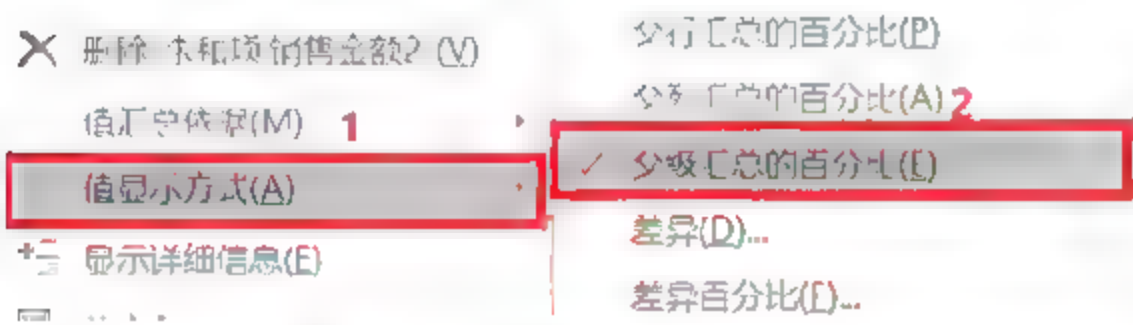 删除"求和项:销售金额2"(V)
值汇总依据(M)
1
值显示方式(A)
显示详细信息(E)
父行汇总的百分比(P)
父列汇总的百分比(A)
2
父级汇总的百分比(E)
差异(D)...
差异百分比(F)...